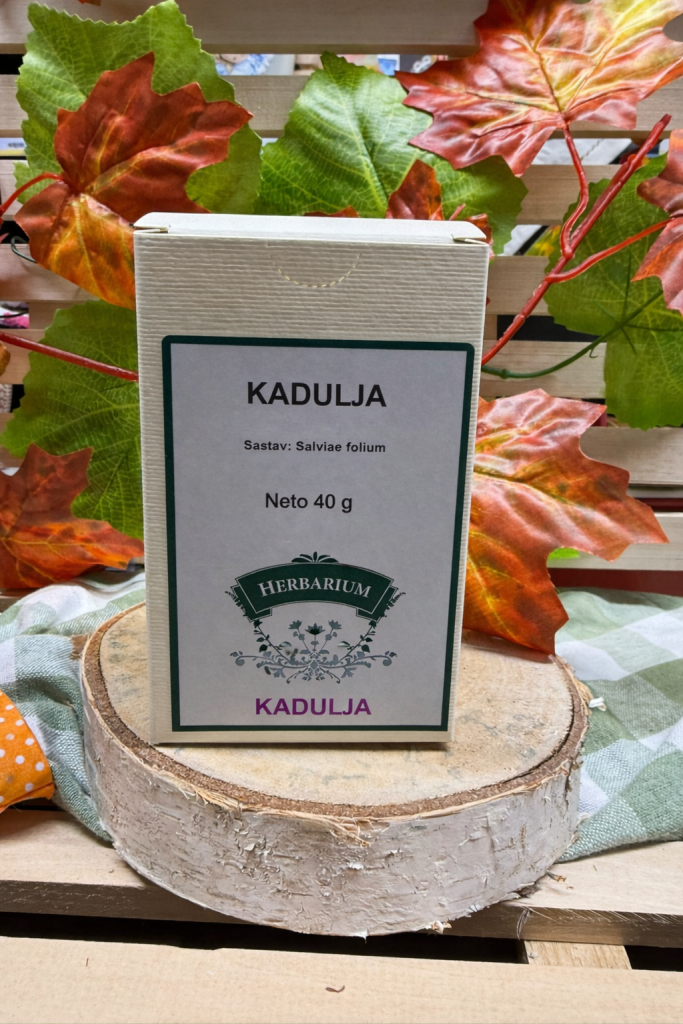 KADULJA
Sastav: Salviae folium
Neto 40 g
HERBARIUM
KADULJA